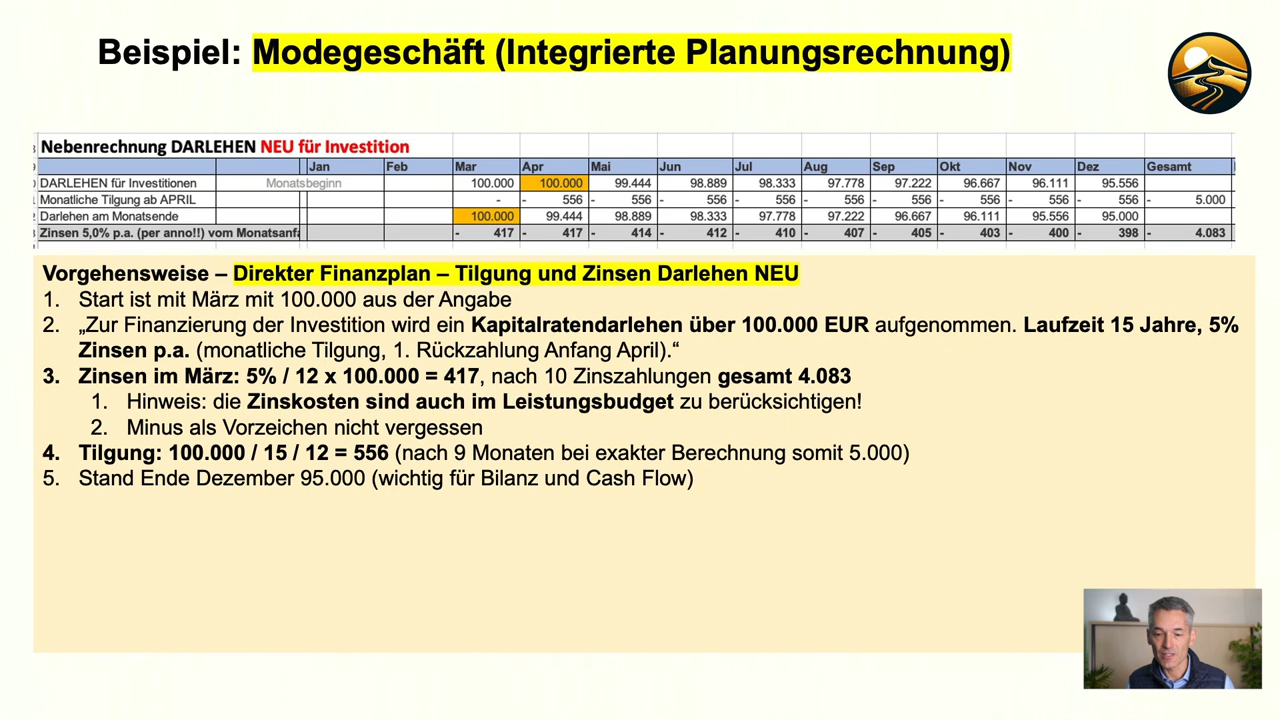 Beispiel: Modegeschäft (Integrierte Planungsrechnung)
Nebenrechnung DARLEHEN NEU für Investition
Jan Feb Mar Apr Mai Jun Jul Aug Sep Okt Nov Dez Gesamt
DARLEHEN für Investitionen Monatsbeginn 100.000 100.000 99.444 98.889 98.333 97.778 97.222 96.667 96.111 95.556
Monatliche Tilgung ab APRIL - - 556 - 556 - 556 - 556 - 556 - 556 - 556 - 556 - 556 - 5.000
Darlehen am Monatsende 100.000 99.444 98.889 98.333 97.778 97.222 96.667 96.111 95.556 95.000
Zinsen 5,0% p.a. (per anno!!) vom Monatsanfa - 417 - 417 - 414 - 412 - 410 - 407 - 405 - 403 - 400 - 398 - 4.083
Vorgehensweise – Direkter Finanzplan – Tilgung und Zinsen Darlehen NEU
1. Start ist mit März mit 100.000 aus der Angabe
2. „Zur Finanzierung der Investition wird ein Kapitalratendarlehen über 100.000 EUR aufgenommen. Laufzeit 15 Jahre, 5%
Zinsen p.a. (monatliche Tilgung, 1. Rückzahlung Anfang April).“
3. Zinsen im März: 5% / 12 x 100.000 = 417, nach 10 Zinszahlungen gesamt 4.083
1. Hinweis: die Zinskosten sind auch im Leistungsbudget zu berücksichtigen!
2. Minus als Vorzeichen nicht vergessen
4. Tilgung: 100.000 / 15 / 12 = 556 (nach 9 Monaten bei exakter Berechnung somit 5.000)
5. Stand Ende Dezember 95.000 (wichtig für Bilanz und Cash Flow)